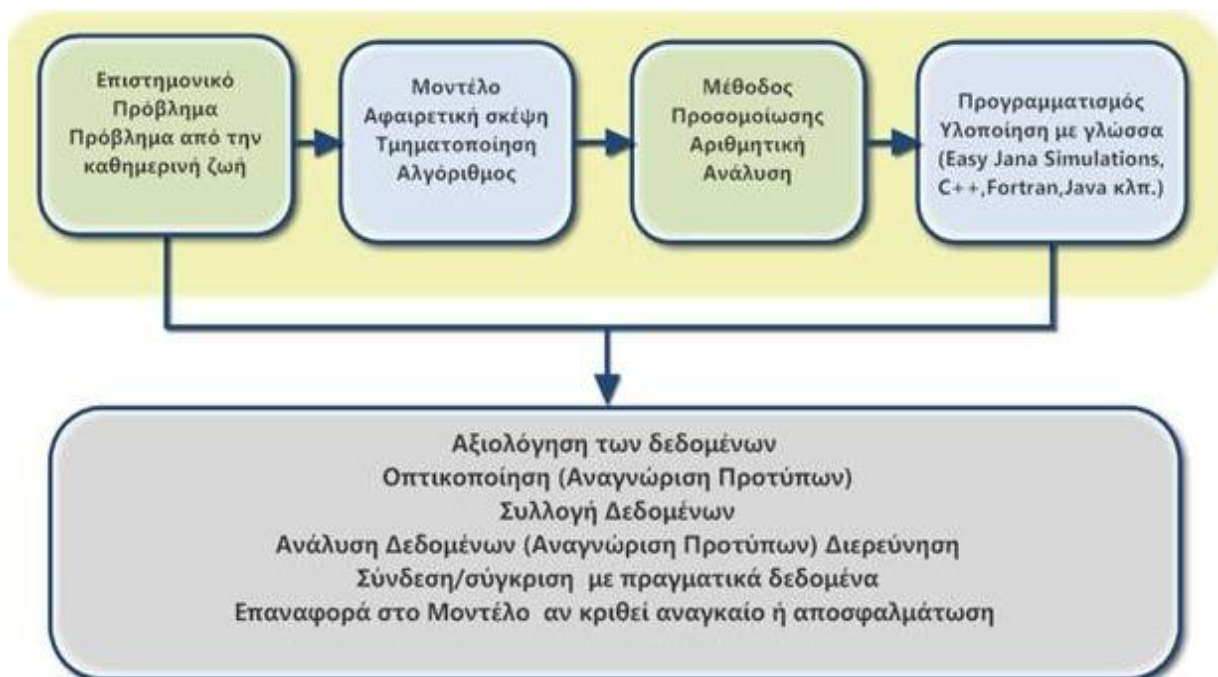 Επιστημονικό
Πρόβλημα
Πρόβλημα από την
καθημερινή ζωή
Μοντέλο
Αφαιρετική σκέψη
Τμηματοποίηση
Αλγόριθμος
Μέθοδος
Προσομοίωσης
Αριθμητική
Ανάλυση
Προγραμματισμός
Υλοποίηση με γλώσσα
(Easy Jana Simulations,
C++,Fortran,Java κλπ.)
Αξιολόγηση των δεδομένων
Οπτικοποίηση (Αναγνώριση Προτύπων)
Συλλογή Δεδομένων
Ανάλυση Δεδομένων (Αναγνώριση Προτύπων) Διερεύνηση
Σύνδεση/σύγκριση με πραγματικά δεδομένα
Επαναφορά στο Μοντέλο αν κριθεί αναγκαίο ή αποσφαλμάτωση